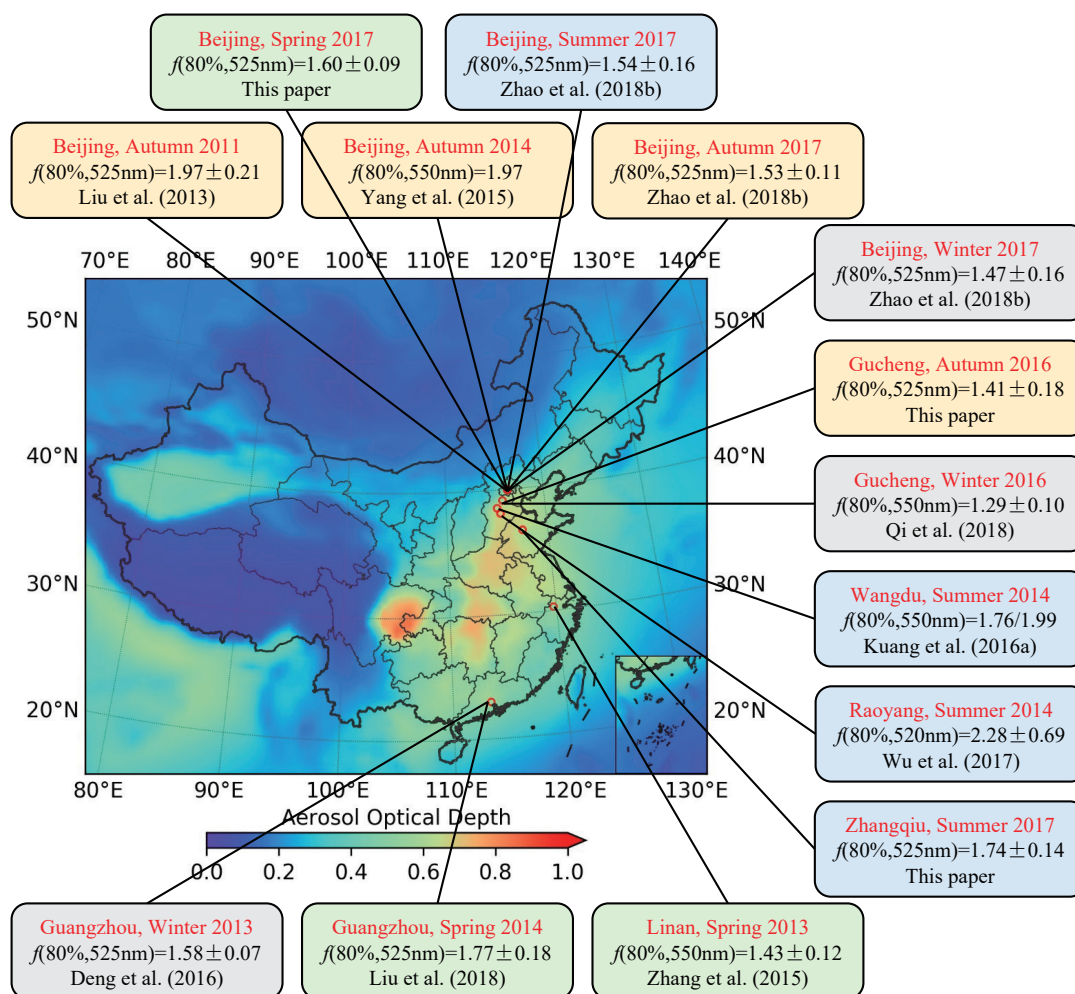 Beijing, Spring 2017
f(80%,525nm)=1.60±0.09
This paper
Beijing, Summer 2017
f(80%,525nm)=1.54±0.16
Zhao et al. (2018b)
Beijing, Autumn 2011
f(80%,525nm)=1.97±0.21
Liu et al. (2013)
Beijing, Autumn 2014
f(80%,550nm)=1.97
Yang et al. (2015)
Beijing, Autumn 2017
f(80%,525nm)=1.53±0.11
Zhao et al. (2018b)
Beijing, Winter 2017
f(80%,525nm)=1.47±0.16
Zhao et al. (2018b)
Gucheng, Autumn 2016
f(80%,525nm)=1.41±0.18
This paper
Gucheng, Winter 2016
f(80%,550nm)=1.29±0.10
Qi et al. (2018)
Wangdu, Summer 2014
f(80%,550nm)=1.76/1.99
Kuang et al. (2016a)
Raoyang, Summer 2014
f(80%,520nm)=2.28±0.69
Wu et al. (2017)
Zhangqiu, Summer 2017
f(80%,525nm)=1.74±0.14
This paper
70°E 80°E 90°E 100°E 110°E 120°E 130°E 140°E
50°N 50°N
40°N 40°N
30°N 30°N
20°N 20°N
80°E 90°E 100°E 110°E 120°E 130°E
Aerosol Optical Depth
0.0 0.2 0.4 0.6 0.8 1.0
Guangzhou, Winter 2013
f(80%,525nm)=1.58±0.07
Deng et al. (2016)
Guangzhou, Spring 2014
f(80%,525nm)=1.77±0.18
Liu et al. (2018)
Linan, Spring 2013
f(80%,550nm)=1.43±0.12
Zhang et al. (2015)